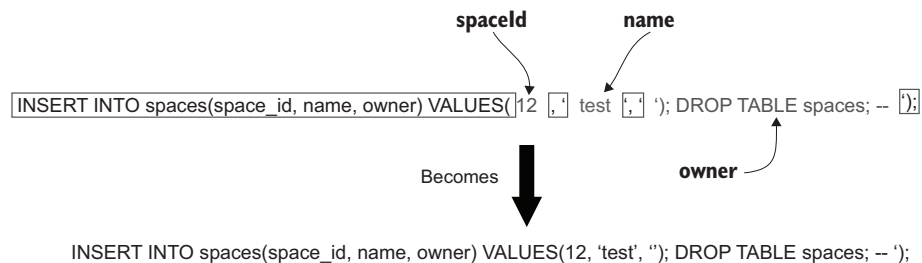 spaceId name
INSERT INTO spaces(space_id, name, owner) VALUES( 12 , ‘ test ‘, ‘ ‘); DROP TABLE spaces; -- ‘);
owner
Becomes
INSERT INTO spaces(space_id, name, owner) VALUES(12, ‘test’, ‘’); DROP TABLE spaces; -- ‘);